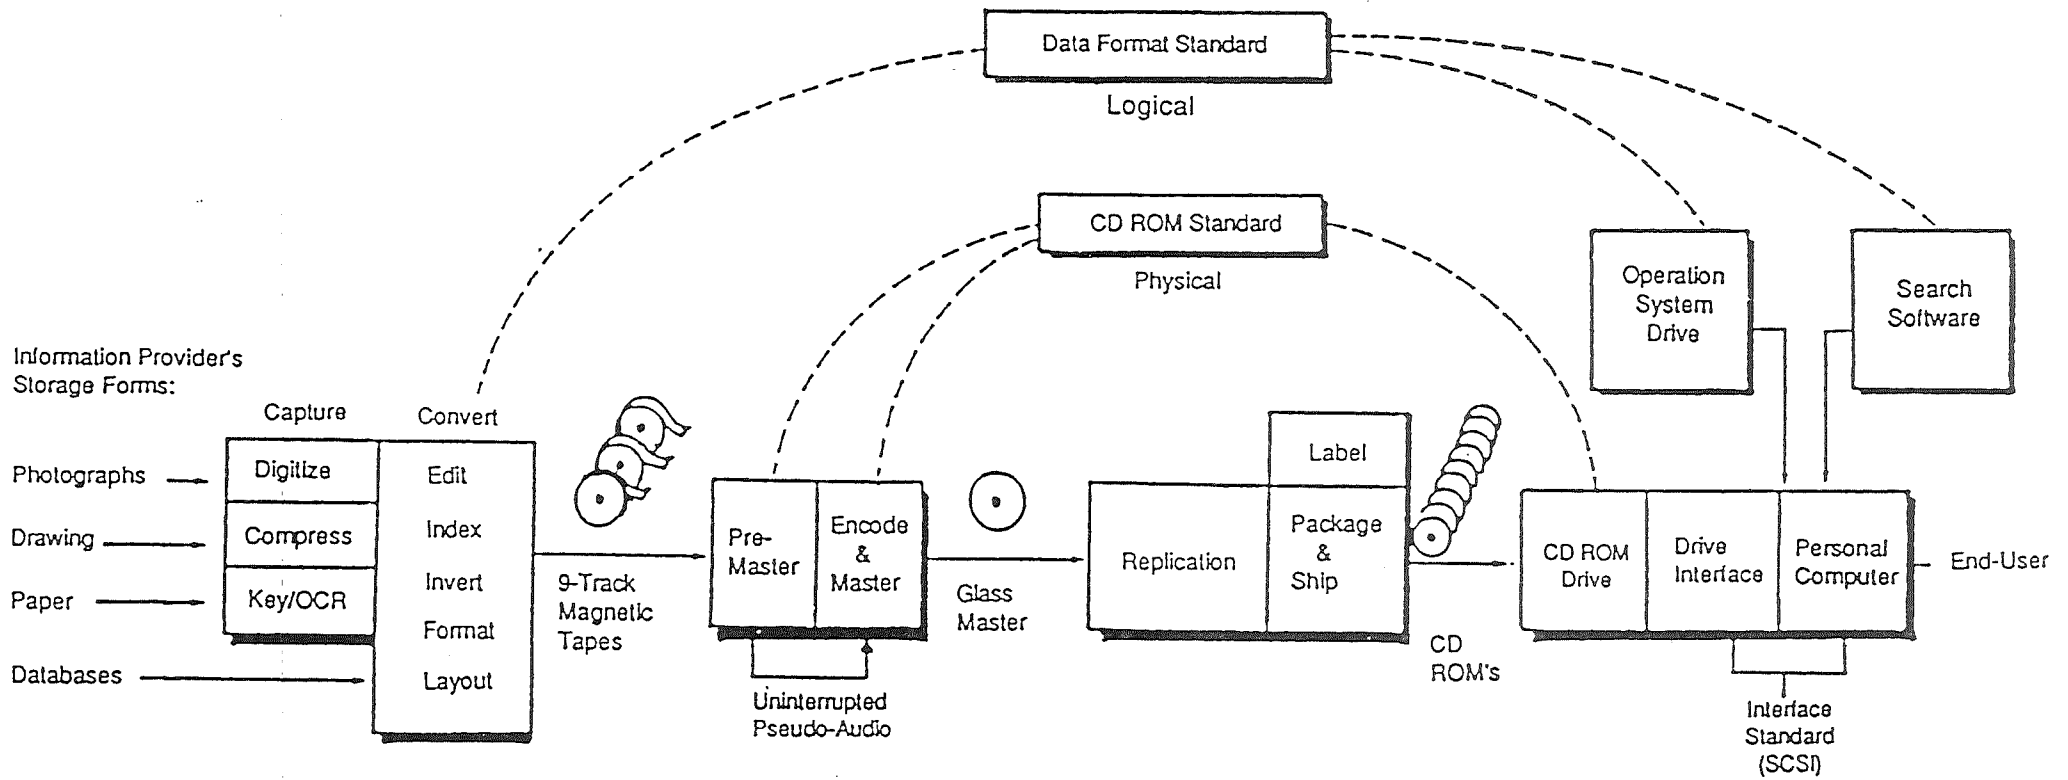 Data Format Standard
Logical
CD ROM Standard
Physical
Operation
System
Drive
Search
Software
Information Provider's
Storage Forms:
Capture
Convert
Photographs
Drawing
Paper
Databases
Digitize
Compress
Key/OCR
Edit
Index
Invert
Format
Layout
9-Track
Magnetic
Tapes
Pre-
Master
Encode
&
Master
Uninterrupted
Pseudo-Audio
Glass
Master
Replication
Label
Package
&
Ship
CD
ROM's
CD ROM
Drive
Drive
Interface
Personal
Computer
End-User
Interface
Standard
(SCSI)